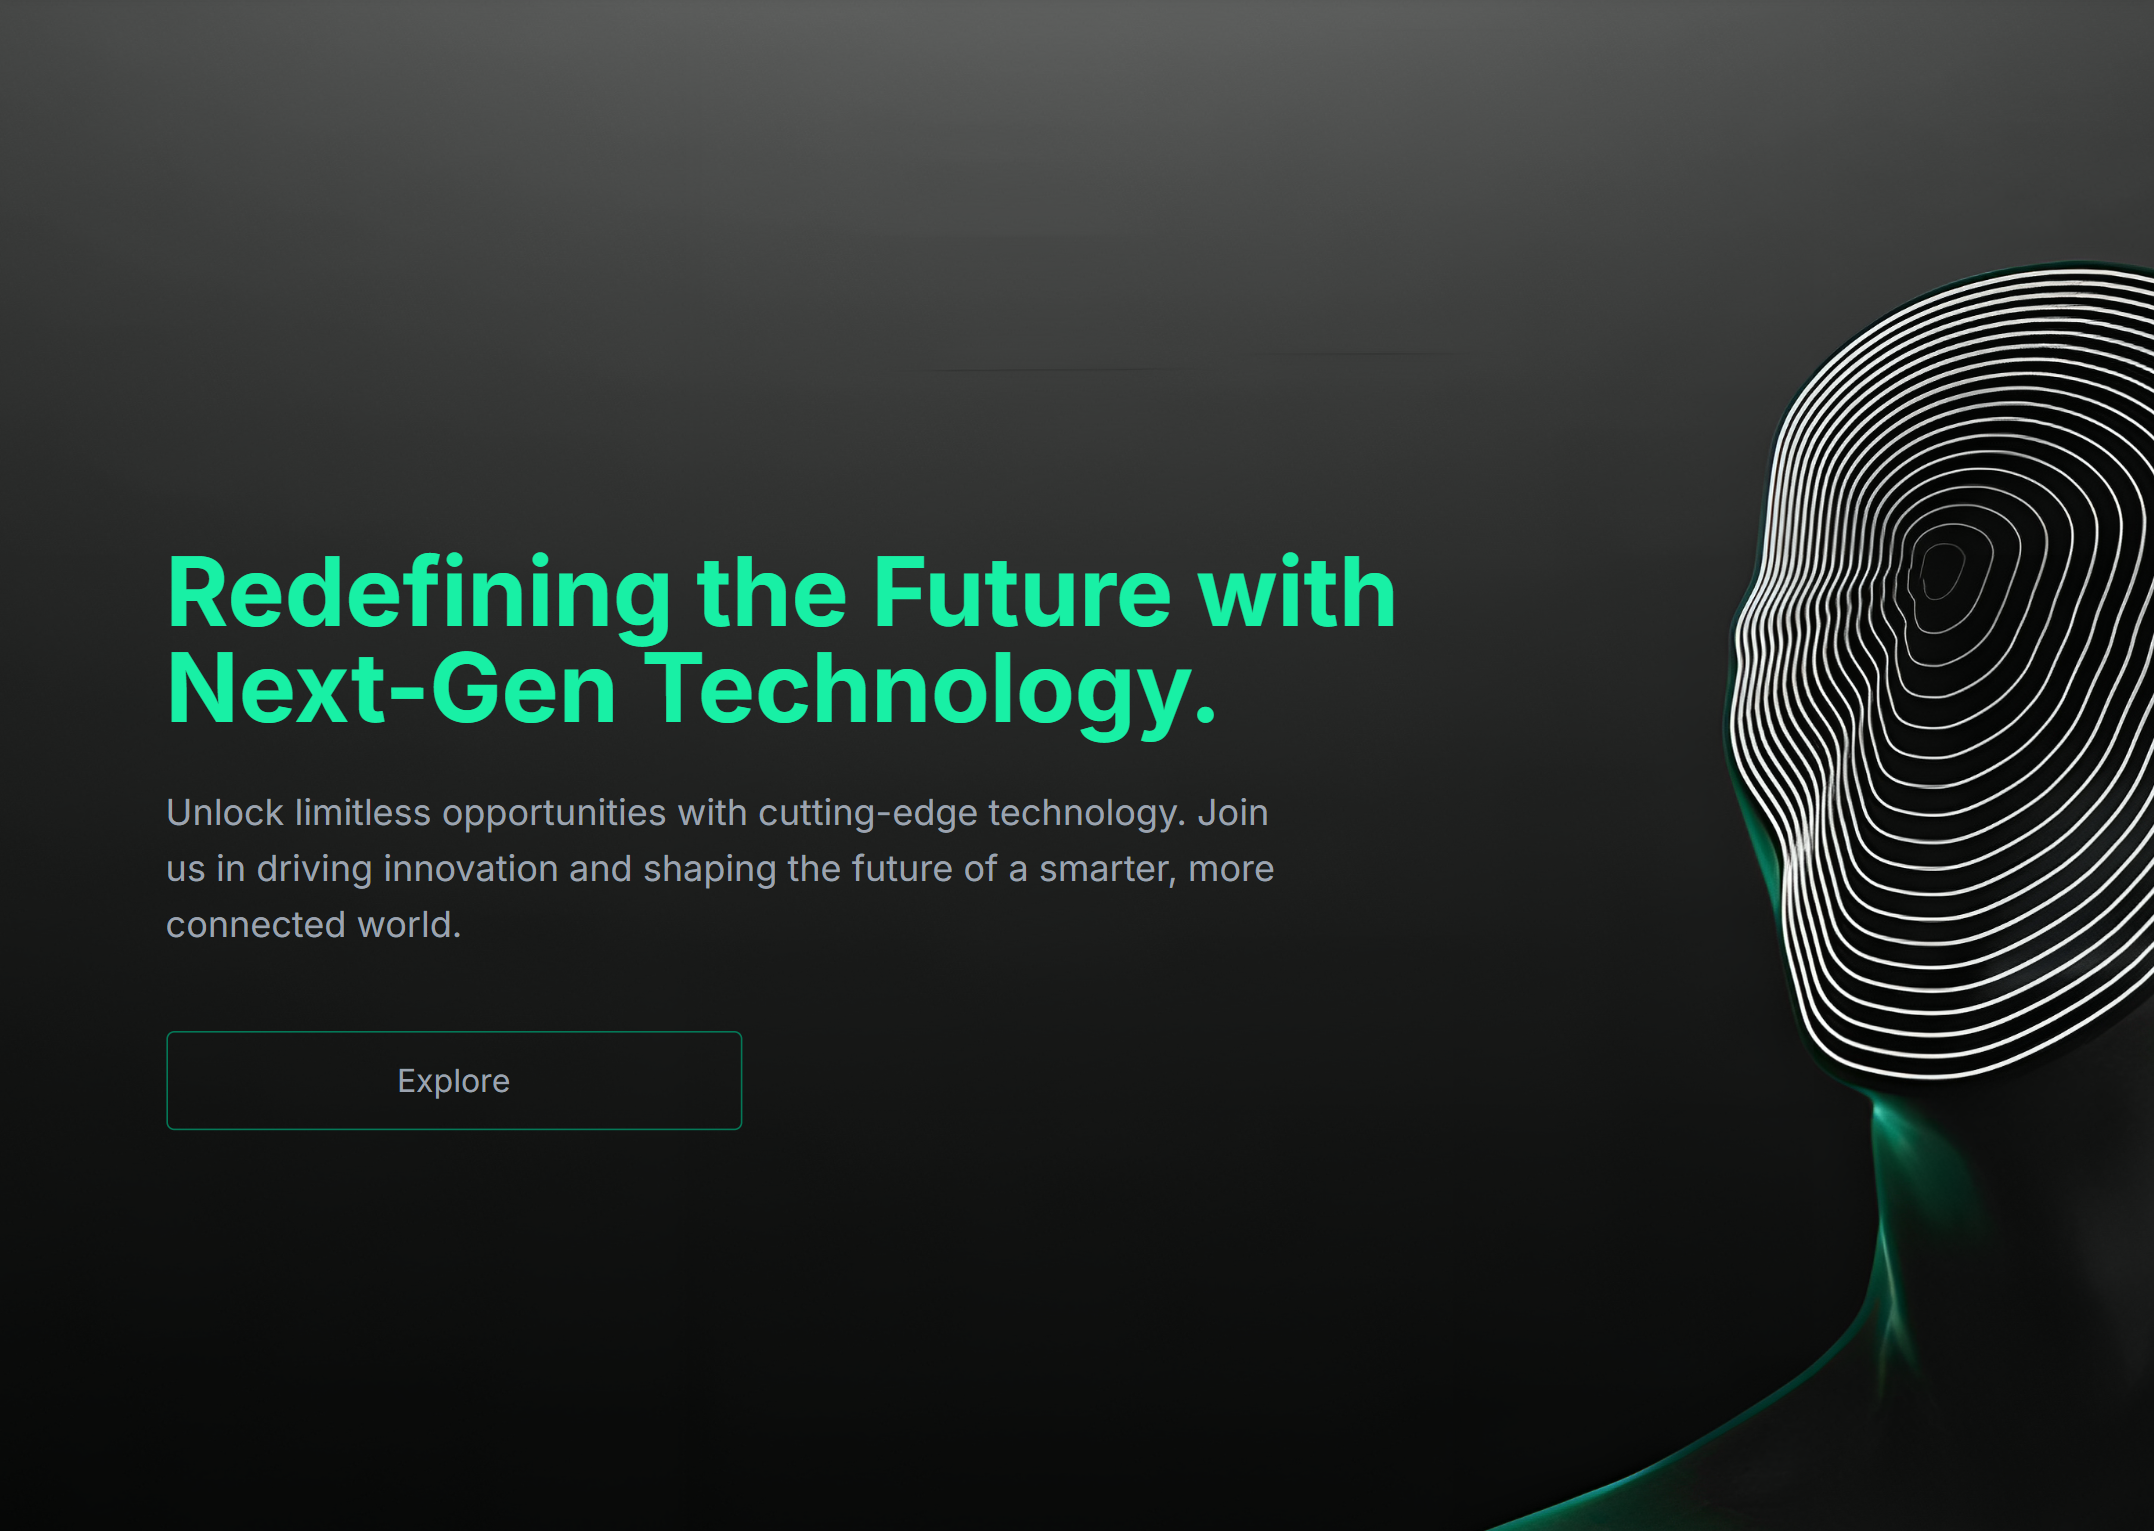 Redefining the Future with
Next-Gen Technology.
Unlock limitless opportunities with cutting-edge technology. Join
us in driving innovation and shaping the future of a smarter, more
connected world.
Explore